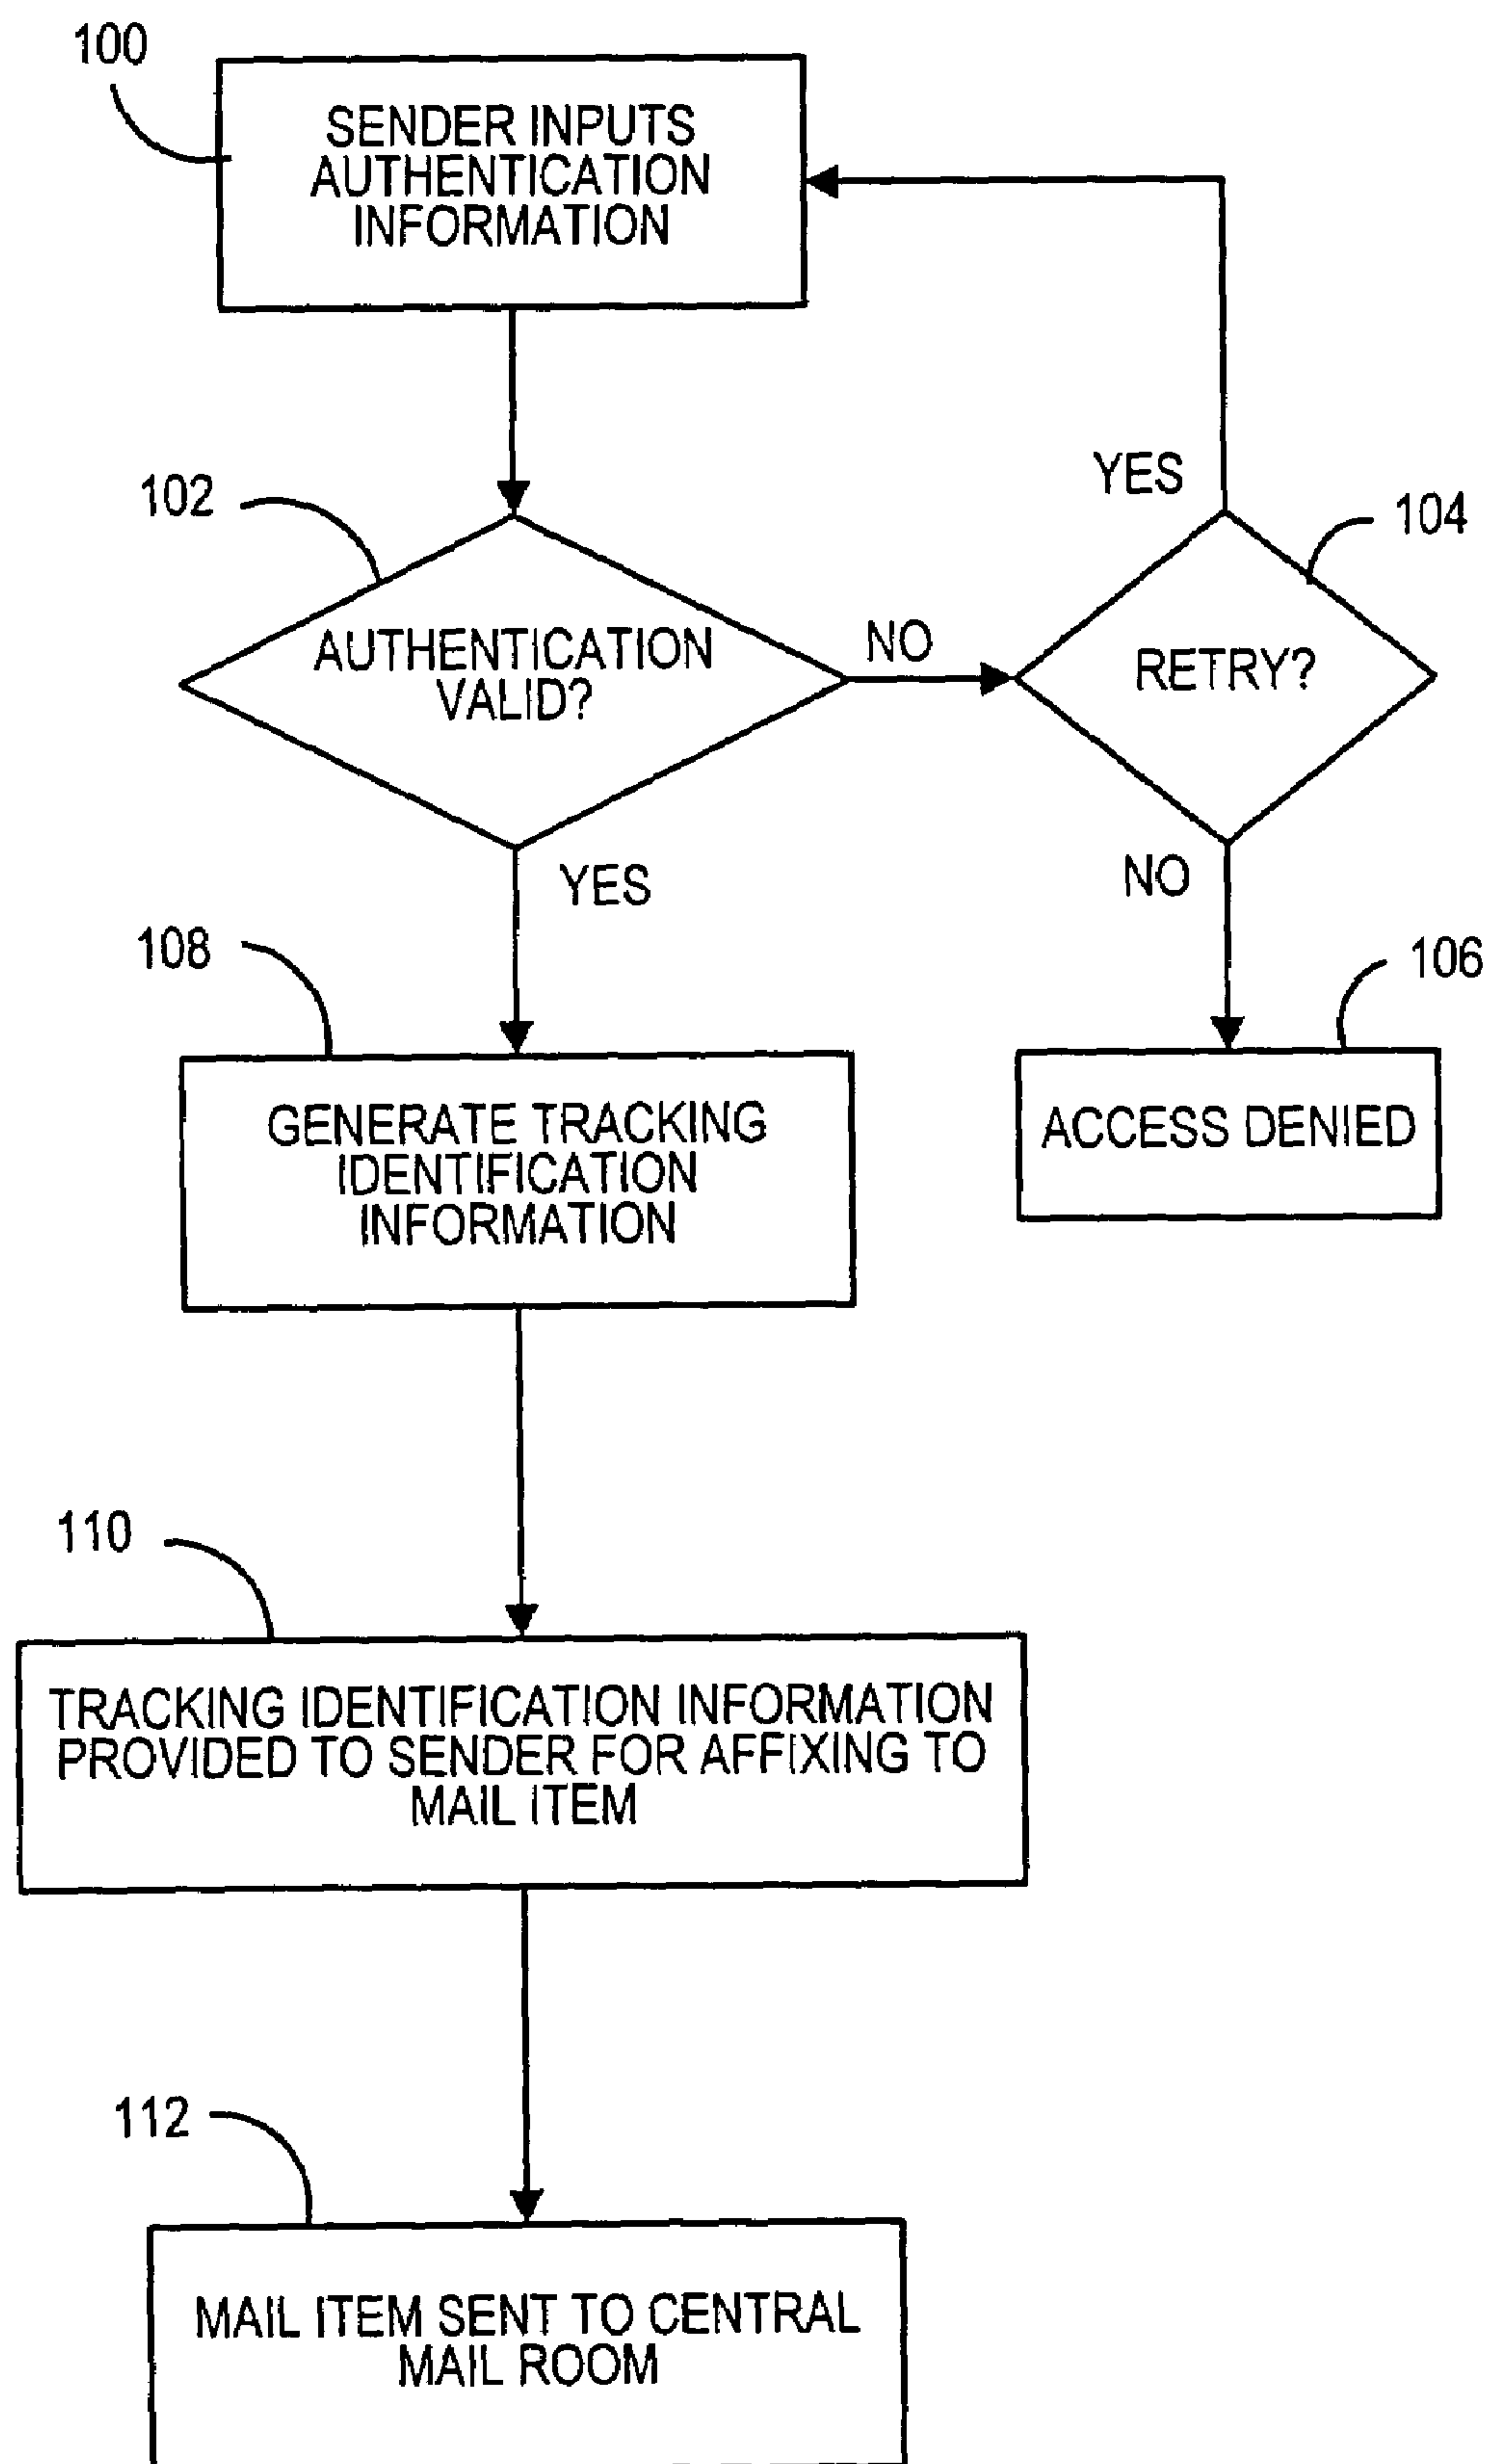 100
SENDER INPUTS
AUTHENTICATION
INFORMATION
102
AUTHENTICATION
VALID?
NO
YES
104
RETRY?
YES
NO
106
ACCESS DENIED
108
GENERATE TRACKING
IDENTIFICATION
INFORMATION
110
TRACKING IDENTIFICATION INFORMATION
PROVIDED TO SENDER FOR AFFIXING TO
MAIL ITEM
112
MAIL ITEM SENT TO CENTRAL
MAIL ROOM